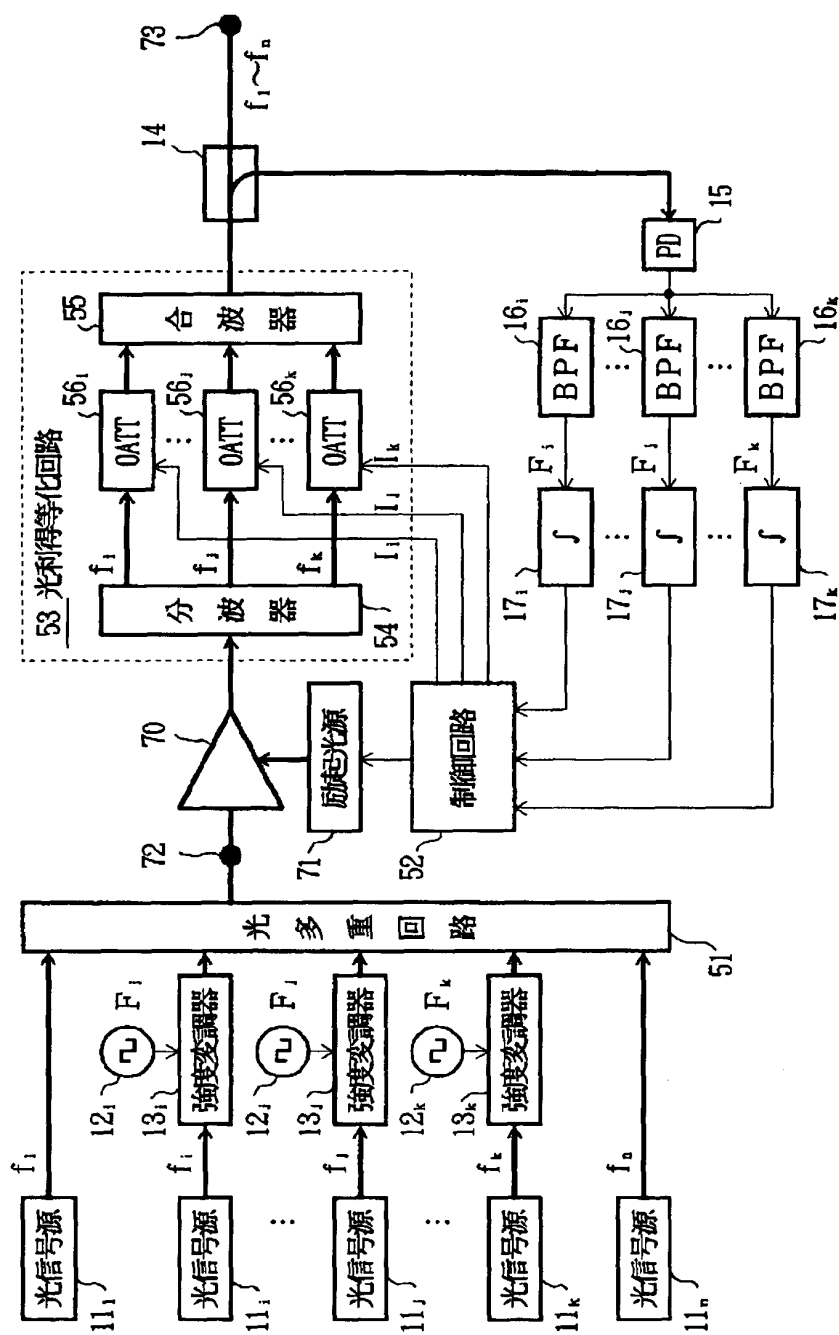 光信号源
11₁
f₁
光信号源
11ᵢ
fᵢ
12ᵢ
Fᵢ
強度変調器
13ᵢ
⋮
光信号源
11ⱼ
fⱼ
12ⱼ
Fⱼ
強度変調器
13ⱼ
⋮
光信号源
11ₖ
fₖ
12ₖ
Fₖ
強度変調器
13ₖ
光信号源
11ₙ
fₙ
光多重回路
51
72
70
励起光源
71
制御回路
52
53 光利得等化回路
分波器
54
fᵢ
fⱼ
fₖ
OATT
56ᵢ
⋮
OATT
56ⱼ
⋮
OATT
56ₖ
Iᵢ
Iⱼ
Iₖ
合波器
55
14
f₁〜fₙ
73
PD
15
BPF
16ᵢ
⋮
BPF
16ⱼ
⋮
BPF
16ₖ
Fᵢ
Fⱼ
Fₖ
∫
17ᵢ
⋮
∫
17ⱼ
⋮
∫
17ₖ